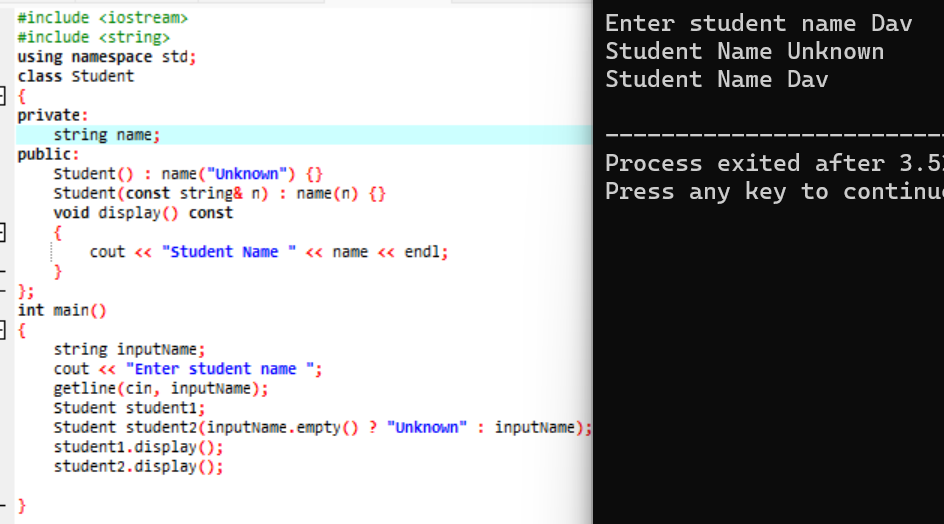 #include <iostream>
#include <string>
using namespace std;
class Student
{
private:
    string name;
public:
    Student() : name("Unknown") {}
    Student(const string& n) : name(n) {}
    void display() const
    {
        cout << "Student Name " << name << endl;
    }
};
int main()
{
    string inputName;
    cout << "Enter student name ";
    getline(cin, inputName);
    Student student1;
    Student student2(inputName.empty() ? "Unknown" : inputName);
    student1.display();
    student2.display();
}
Enter student name Dav
Student Name Unknown
Student Name Dav
--------------------------
Process exited after 3.5
Press any key to continue